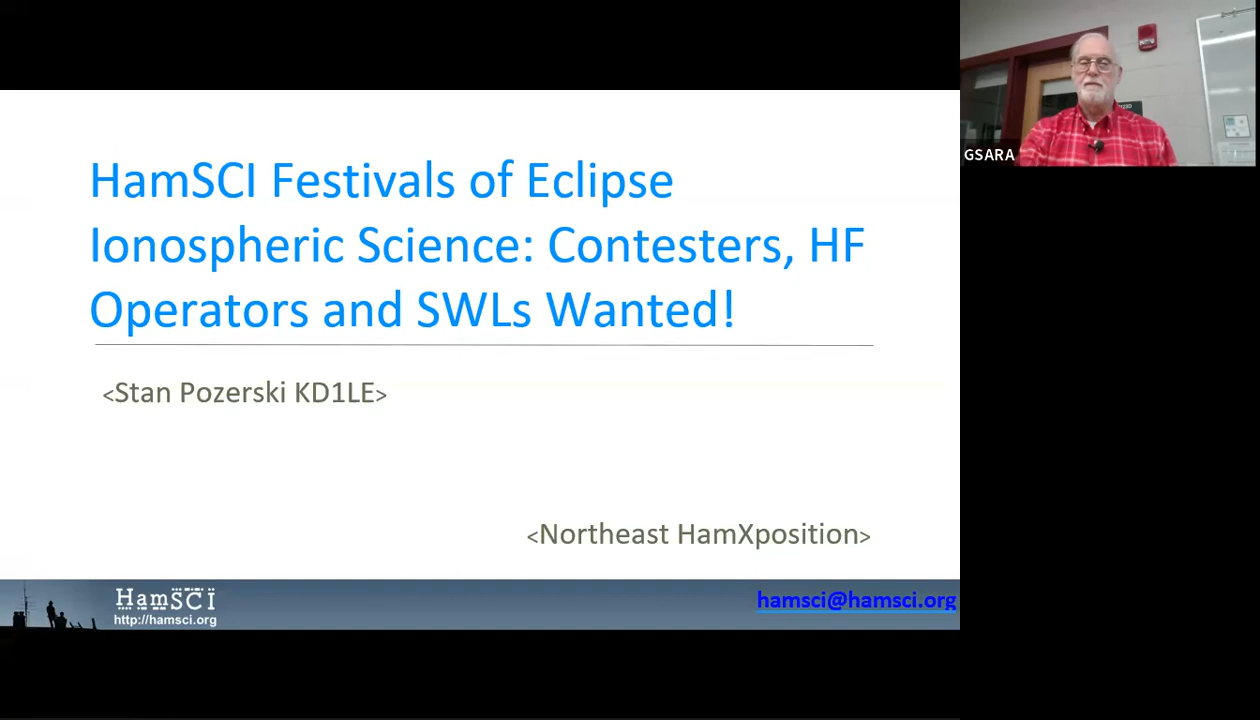 HamSCI Festivals of Eclipse
Ionospheric Science: Contesters, HF
Operators and SWLs Wanted!
<Stan Pozerski KD1LE>
<Northeast HamXposition>
HamSCI
http://hamsci.org
hamsci@hamsci.org
GSARA